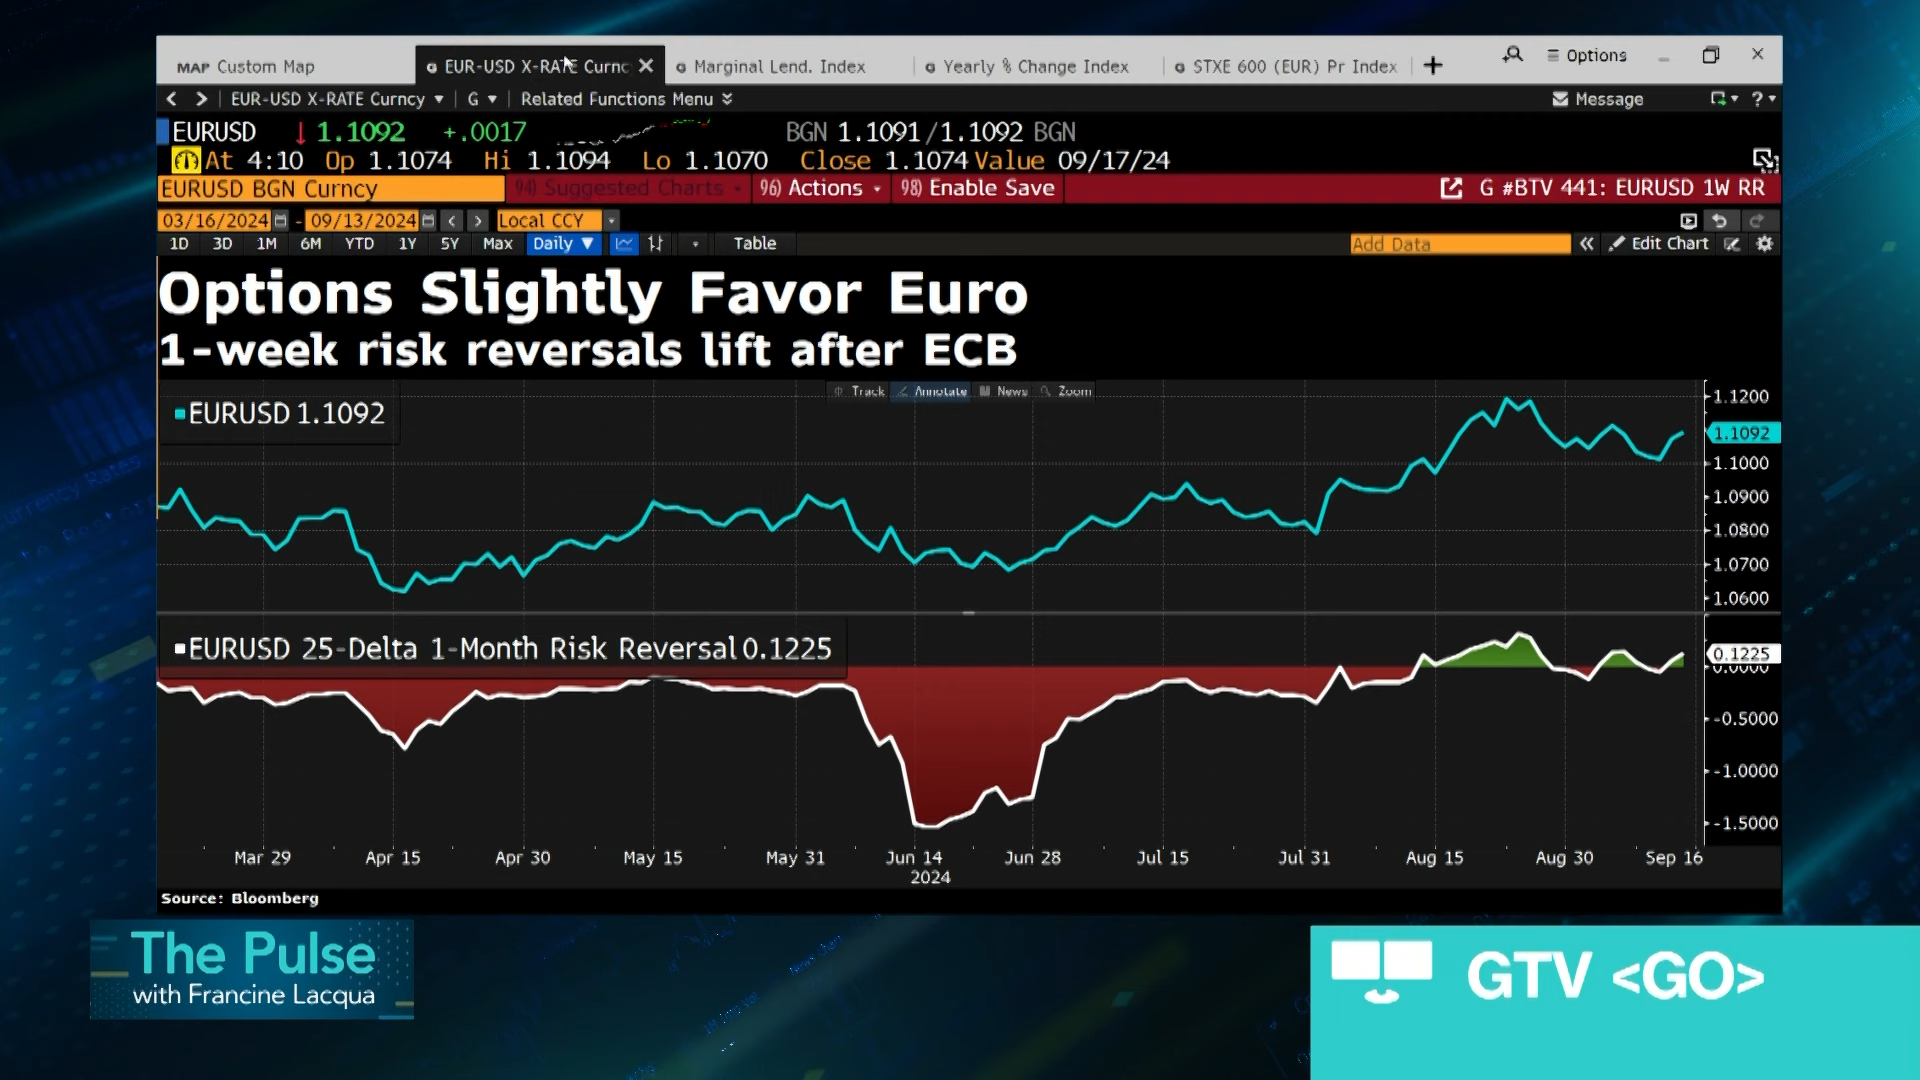 MAP Custom Map
G EUR-USD X-RATE Curnc
G Marginal Lend. Index
G Yearly % Change Index
G STXE 600 (EUR) Pr Index
Options
EUR-USD X-RATE Curncy
G
Related Functions Menu
Message
?
EURUSD 1.1092 +.0017 BGN 1.1091/1.1092 BGN
At 4:10 Op 1.1074 Hi 1.1094 Lo 1.1070 Close 1.1074 Value 09/17/24
EURUSD BGN Curncy
94) Suggested Charts
96) Actions
98) Enable Save
G #BTV 441: EURUSD 1W RR
03/16/2024 - 09/13/2024
Local CCY
1D 3D 1M 6M YTD 1Y 5Y Max Daily Table
Add Data
Edit Chart
Options Slightly Favor Euro
1-week risk reversals lift after ECB
Track Annotate News Zoom
EURUSD 1.1092
1.1200
1.1092
1.1000
1.0900
1.0800
1.0700
1.0600
EURUSD 25-Delta 1-Month Risk Reversal 0.1225
0.1225
0.0000
-0.5000
-1.0000
-1.5000
Mar 29 Apr 15 Apr 30 May 15 May 31 Jun 14 Jun 28 Jul 15 Jul 31 Aug 15 Aug 30 Sep 16
2024
Source: Bloomberg
The Pulse
with Francine Lacqua
GTV <GO>